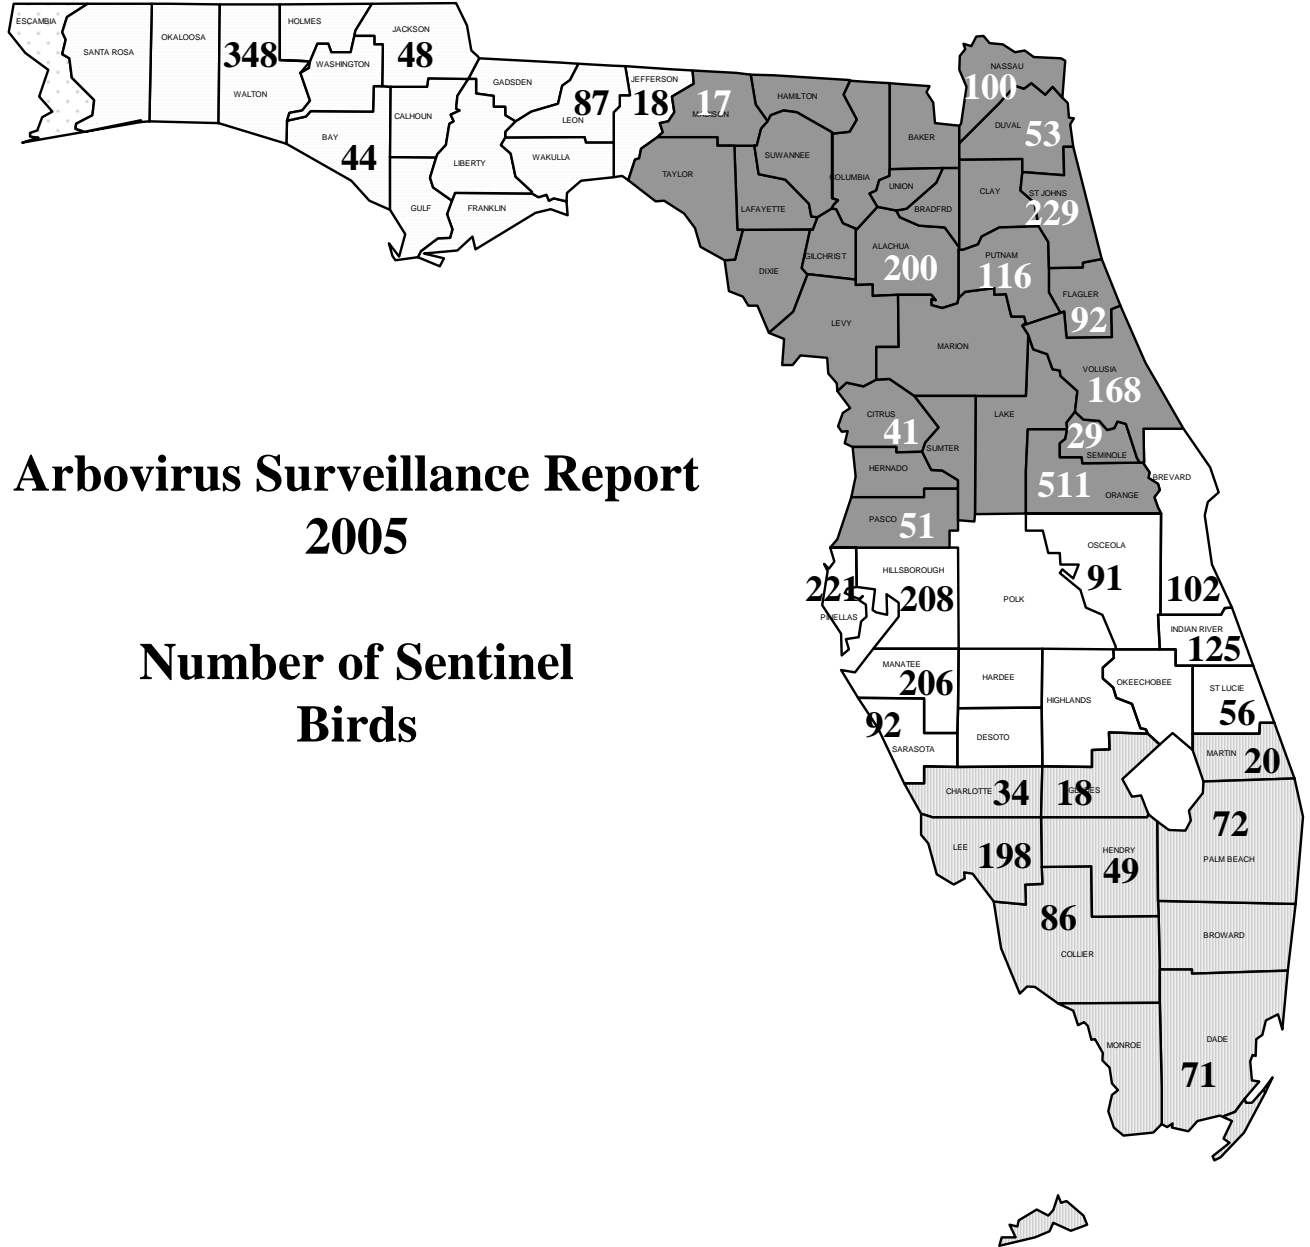 ESCAMBIA
SANTA ROSA
OKALOOSA
348
WALTON
HOLMES
WASHINGTON
JACKSON
48
BAY
44
CALHOUN
GULF
LIBERTY
FRANKLIN
GADSDEN
87
LEON
WAKULLA
JEFFERSON
18
17
MADISON
TAYLOR
HAMILTON
SUWANNEE
LAFAYETTE
DIXIE
COLUMBIA
GILCHRIST
BAKER
UNION
BRADFRD
NASSAU
100
DUVAL
53
CLAY
ST JOHNS
229
ALACHUA
200
PUTNAM
116
FLAGLER
92
LEVY
MARION
VOLUSIA
168
CITRUS
41
SUMTER
LAKE
29
SEMINOLE
HERNADO
511
ORANGE
BREVARD
PASCO
51
Arbovirus Surveillance Report
2005
Number of Sentinel
Birds
221
PINELLAS
HILLSBOROUGH
208
POLK
OSCEOLA
91
102
INDIAN RIVER
125
MANATEE
206
HARDEE
HIGHLANDS
OKEECHOBEE
ST LUCIE
56
92
SARASOTA
DESOTO
MARTIN
20
CHARLOTTE
34
18
GLADES
72
PALM BEACH
LEE
198
HENDRY
49
86
COLLIER
BROWARD
MONROE
DADE
71